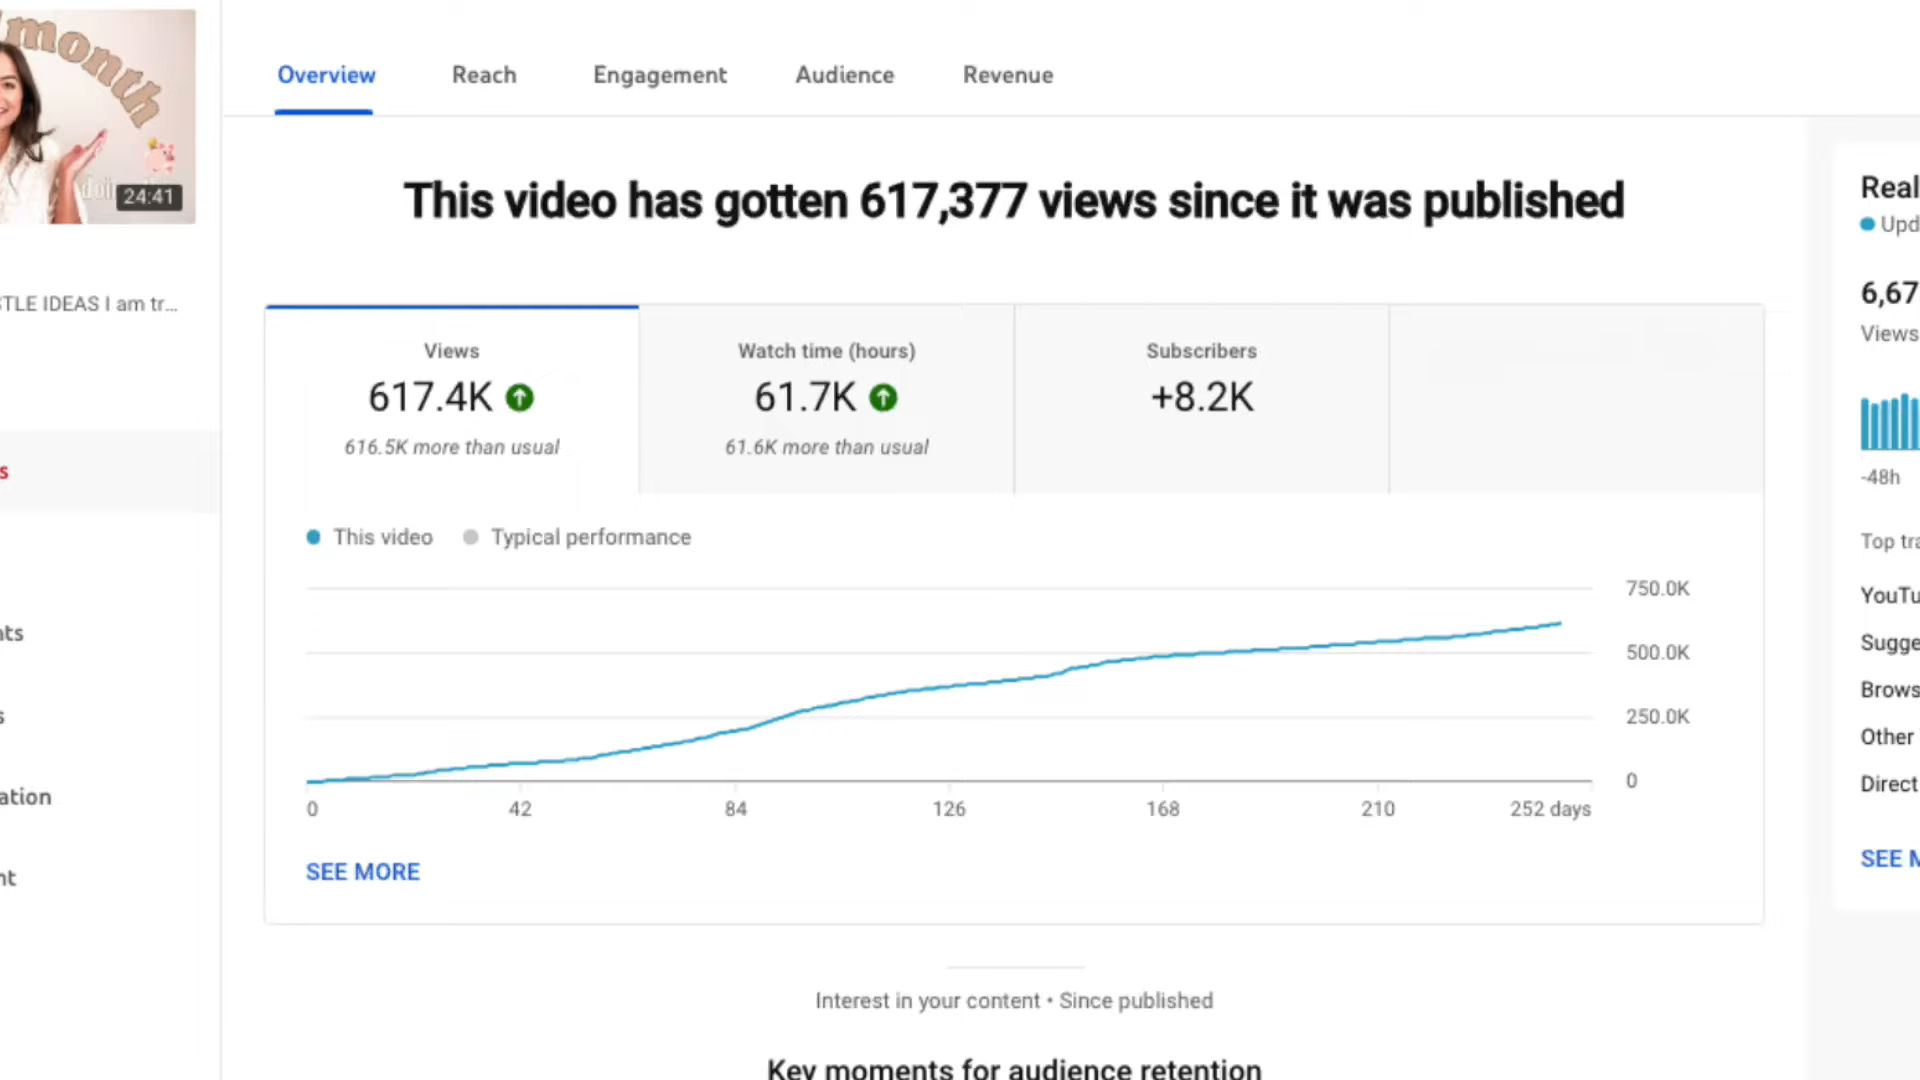 month
24:41
STLE IDEAS I am tr...
Overview
Reach
Engagement
Audience
Revenue
This video has gotten 617,377 views since it was published
Views
617.4K
616.5K more than usual
Watch time (hours)
61.7K
61.6K more than usual
Subscribers
+8.2K
This video
Typical performance
750.0K
500.0K
250.0K
0
0
42
84
126
168
210
252 days
SEE MORE
Interest in your content • Since published
Key moments for audience retention
Real
Upd
6,67
Views
-48h
Top tra
YouTu
Sugge
Brows
Other
Direct
SEE M
s
nts
s
ation
nt